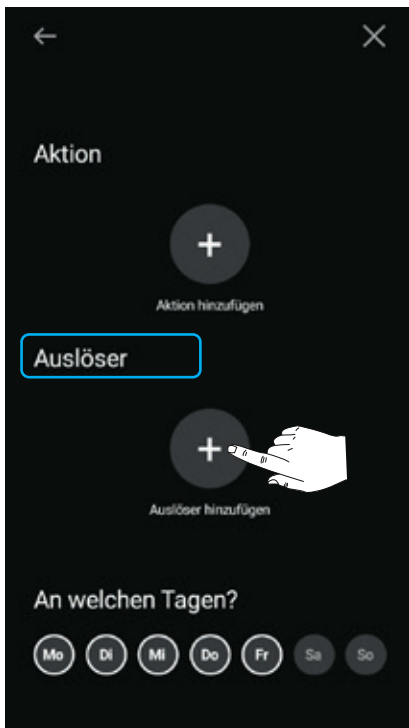 Aktion
+
Aktion hinzufügen
Auslöser
+
Auslöser hinzufügen
An welchen Tagen?
Mo Di Mi Do Fr Sa So